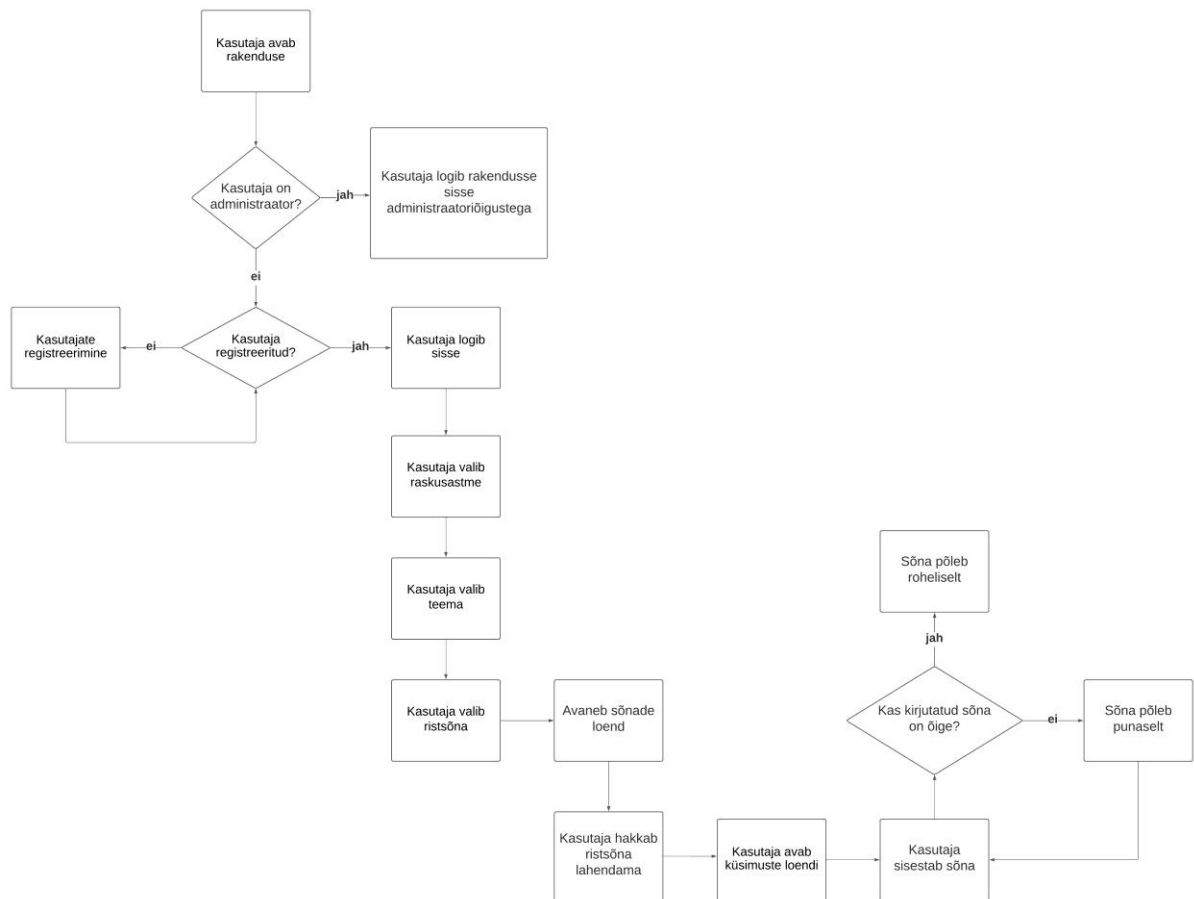 Kasutaja avab
rakenduse
Kasutaja on
administraator?
jah
Kasutaja logib rakendusse
sisse
administraatoriõigustega
ei
Kasutajate
registreerimine
ei
Kasutaja
registreeritud?
jah
Kasutaja logib
sisse
Kasutaja valib
raskusastme
Kasutaja valib
teema
Kasutaja valib
ristsõna
Avaneb sõnade
loend
Kasutaja hakkab
ristsõna
lahendama
Kasutaja avab
küsimuste loendi
Kasutaja
sisestab sõna
Kas kirjutatud sõna
on õige?
jah
Sõna põleb
roheliselt
ei
Sõna põleb
punaselt